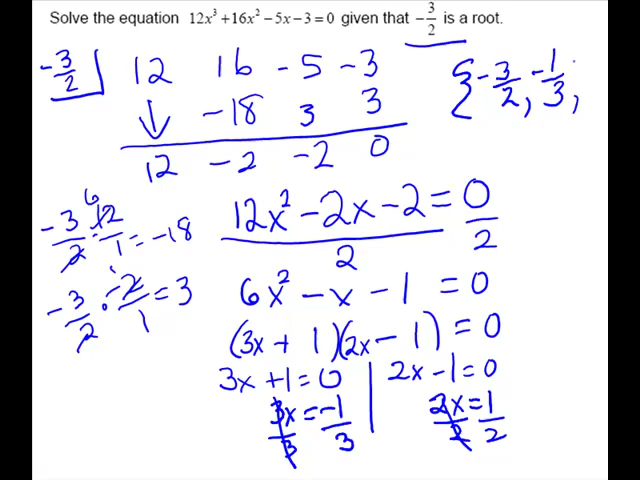 Solve the equation 12x³ + 16x² − 5x − 3 = 0 given that −3/2 is a root.
−3/2 | 12 16 −5 −3 {−3/2, −1/3,
↓ −18 3 3
12 −2 −2 0
12x² − 2x − 2 = 0
2 2
−3/2 · 12/1 = −18
6
6x² − x − 1 = 0
−3/2 · −2/1 = 3
(3x + 1)(2x − 1) = 0
3x + 1 = 0 | 2x − 1 = 0
3x/3 = −1/3 | 2x/2 = 1/2